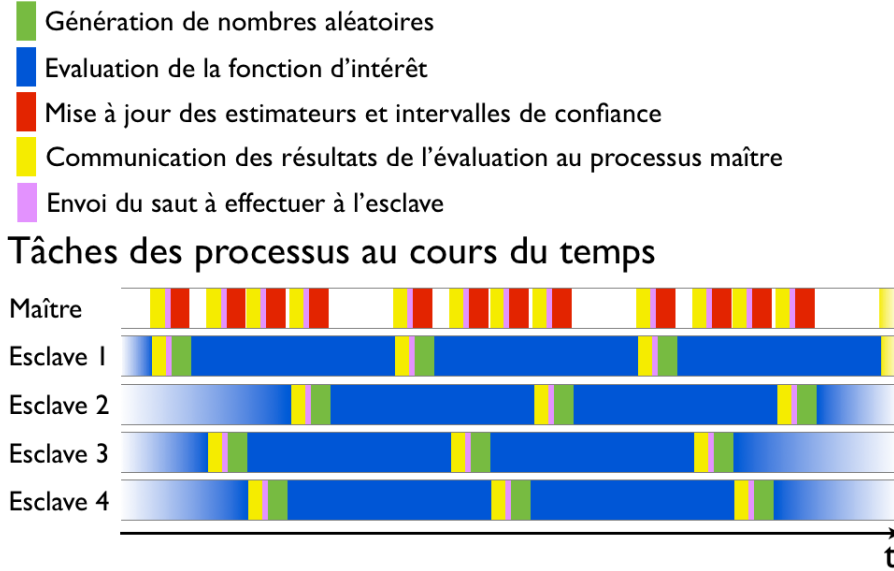 Génération de nombres aléatoires
Evaluation de la fonction d'intérêt
Mise à jour des estimateurs et intervalles de confiance
Communication des résultats de l'évaluation au processus maître
Envoi du saut à effectuer à l'esclave
Tâches des processus au cours du temps
Maître
Esclave 1
Esclave 2
Esclave 3
Esclave 4
t